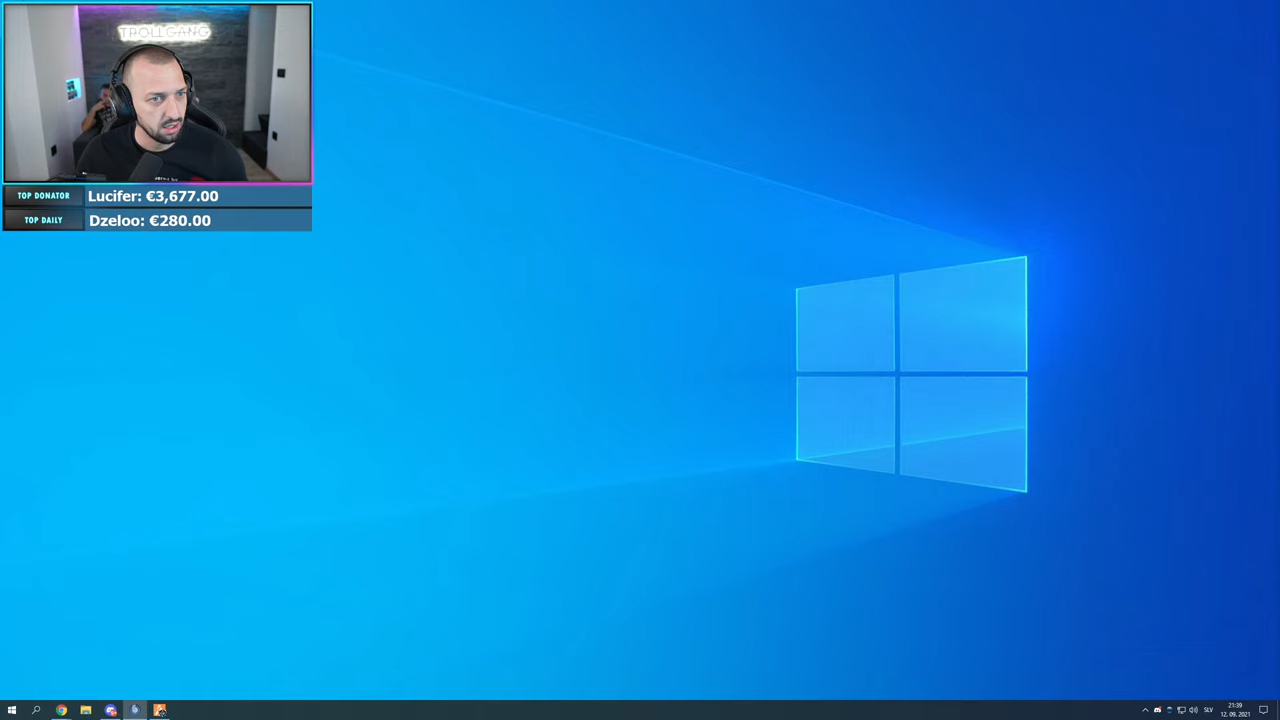 TROLLGANG
TOP DONATOR
Lucifer: €3,677.00
TOP DAILY
Dzeloo: €280.00
SLV
21:39
12. 09. 2021